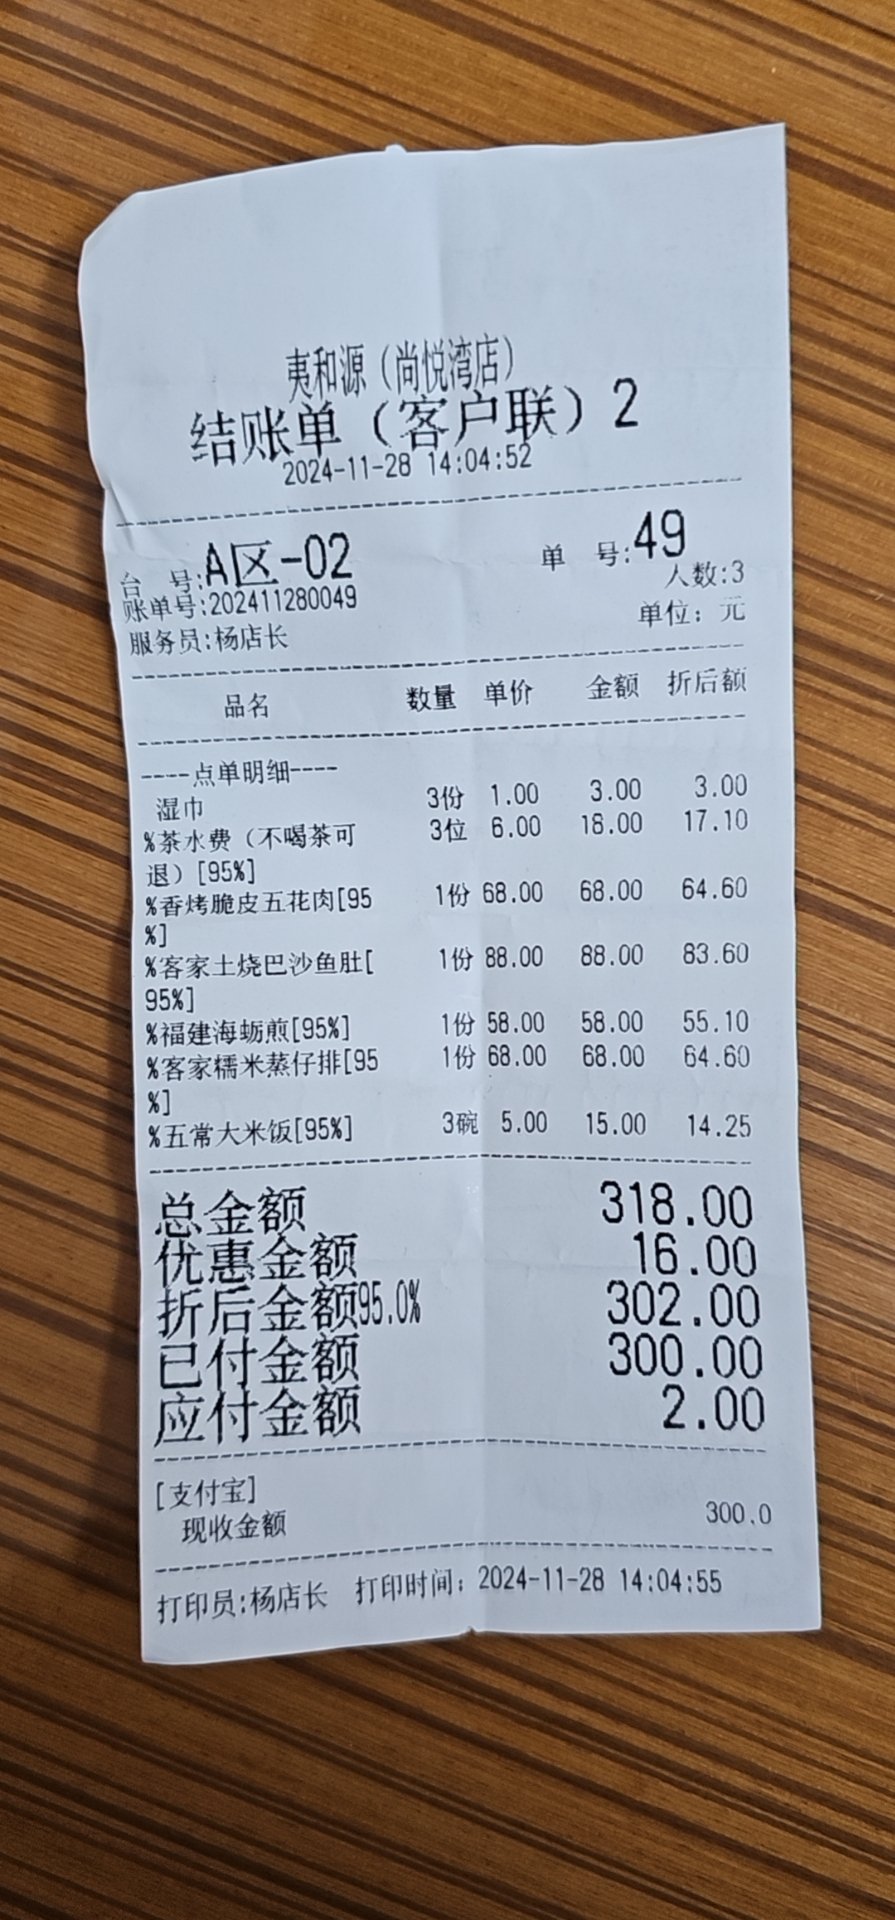 夷和源（尚悦湾店）
结账单（客户联）2
2024-11-28 14:04:52
台 号:A区-02 单 号:49
人数:3
账单号:202411280049
单位：元
服务员:杨店长
品名 数量 单价 金额 折后额
----点单明细----
湿巾 3份 1.00 3.00 3.00
%茶水费（不喝茶可 3位 6.00 18.00 17.10
退）[95%]
%香烤脆皮五花肉[95 1份 68.00 68.00 64.60
%]
%客家土烧巴沙鱼肚[ 1份 88.00 88.00 83.60
95%]
%福建海蛎煎[95%] 1份 58.00 58.00 55.10
%客家糯米蒸仔排[95 1份 68.00 68.00 64.60
%]
%五常大米饭[95%] 3碗 5.00 15.00 14.25
总金额 318.00
优惠金额 16.00
折后金额95.0% 302.00
已付金额 300.00
应付金额 2.00
[支付宝]
现收金额 300.0
打印员:杨店长 打印时间：2024-11-28 14:04:55